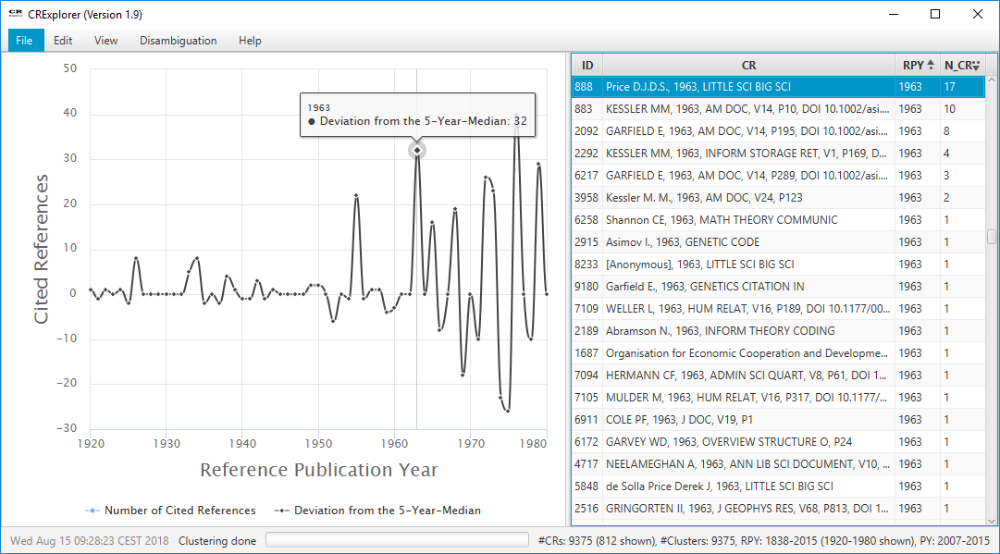 CR CRExplorer (Version 1.9)
File Edit View Disambiguation Help
50
40
30
20
10
0
−10
−20
−30
Cited References
1963
Deviation from the 5-Year-Median: 32
1920 1930 1940 1950 1960 1970 1980
Reference Publication Year
Number of Cited References Deviation from the 5-Year-Median
ID CR RPY N_CR
888 Price D.J.D.S., 1963, LITTLE SCI BIG SCI 1963 17
883 KESSLER MM, 1963, AM DOC, V14, P10, DOI 10.1002/asi.... 1963 10
2092 GARFIELD E, 1963, AM DOC, V14, P195, DOI 10.1002/asi.... 1963 8
2292 KESSLER MM, 1963, INFORM STORAGE RET, V1, P169, D... 1963 4
6217 GARFIELD E, 1963, AM DOC, V14, P289, DOI 10.1002/asi.... 1963 3
3958 Kessler M. M., 1963, AM DOC, V24, P123 1963 2
6258 Shannon CE, 1963, MATH THEORY COMMUNIC 1963 1
2915 Asimov I., 1963, GENETIC CODE 1963 1
8233 [Anonymous], 1963, LITTLE SCI BIG SCI 1963 1
9180 Garfield E., 1963, GENETICS CITATION IN 1963 1
7109 WELLER L, 1963, HUM RELAT, V16, P189, DOI 10.1177/00... 1963 1
2189 Abramson N., 1963, INFORM THEORY CODING 1963 1
1687 Organisation for Economic Cooperation and Developme... 1963 1
7094 HERMANN CF, 1963, ADMIN SCI QUART, V8, P61, DOI 1... 1963 1
7105 MULDER M, 1963, HUM RELAT, V16, P317, DOI 10.1177/... 1963 1
6911 COLE PF, 1963, J DOC, V19, P1 1963 1
6172 GARVEY WD, 1963, OVERVIEW STRUCTURE O, P24 1963 1
4717 NEELAMEGHAN A, 1963, ANN LIB SCI DOCUMENT, V10, ... 1963 1
5848 de Solla Price Derek J, 1963, LITTLE SCI BIG SCI 1963 1
2516 GRINGORTEN II, 1963, J GEOPHYS RES, V68, P813, DOI 1... 1963 1
Wed Aug 15 09:28:23 CEST 2018 Clustering done #CRs: 9375 (812 shown), #Clusters: 9375, RPY: 1838-2015 (1920-1980 shown), PY: 2007-2015